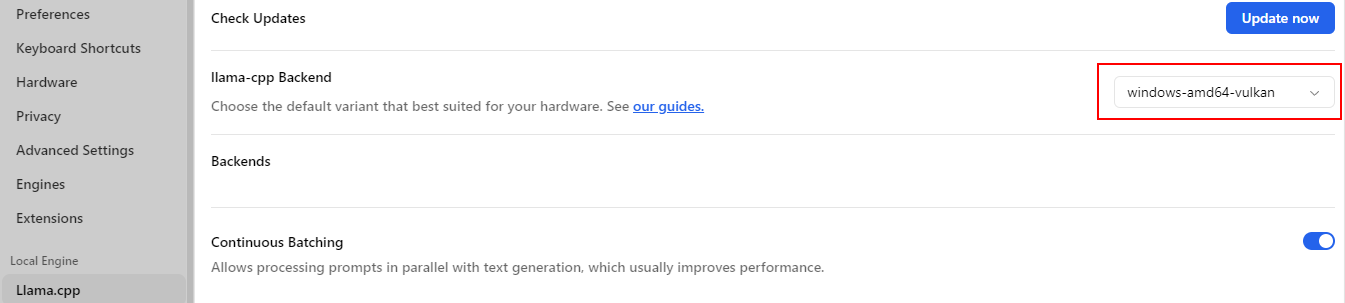 Preferences
Keyboard Shortcuts
Hardware
Privacy
Advanced Settings
Engines
Extensions
Local Engine
Llama.cpp
Check Updates
Update now
llama-cpp Backend
Choose the default variant that best suited for your hardware. See our guides.
windows-amd64-vulkan
Backends
Continuous Batching
Allows processing prompts in parallel with text generation, which usually improves performance.